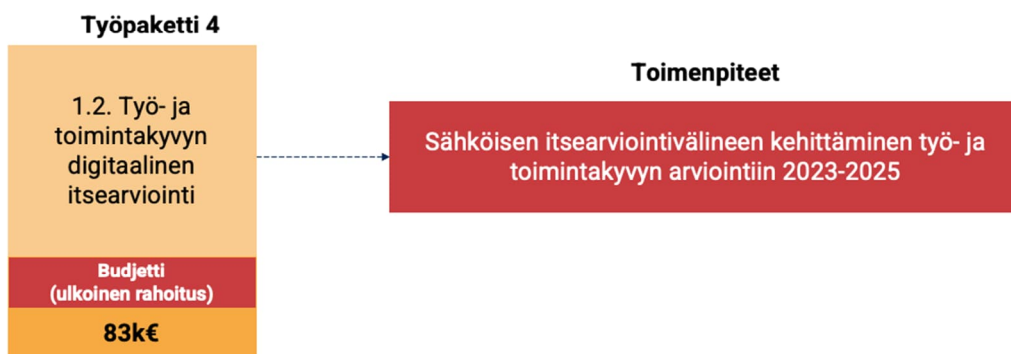 Työpaketti 4
1.2. Työ- ja
toimintakyvyn
digitaalinen
itsearviointi
Budjetti
(ulkoinen rahoitus)
83k€
Toimenpiteet
Sähköisen itsearviointivälineen kehittäminen työ- ja
toimintakyvyn arviointiin 2023-2025